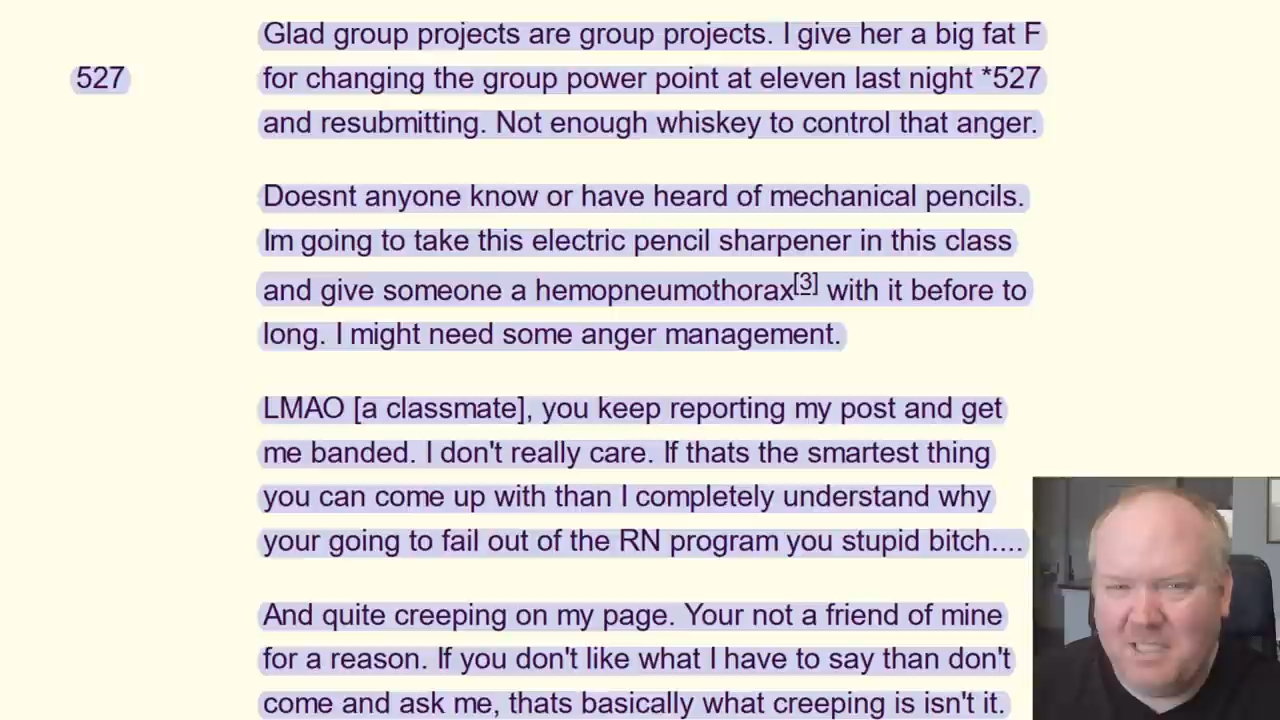 Glad group projects are group projects. I give her a big fat F
527 for changing the group power point at eleven last night *527
and resubmitting. Not enough whiskey to control that anger.
Doesnt anyone know or have heard of mechanical pencils.
Im going to take this electric pencil sharpener in this class
and give someone a hemopneumothorax[3] with it before to
long. I might need some anger management.
LMAO [a classmate], you keep reporting my post and get
me banded. I don't really care. If thats the smartest thing
you can come up with than I completely understand why
your going to fail out of the RN program you stupid bitch....
And quite creeping on my page. Your not a friend of mine
for a reason. If you don't like what I have to say than don't
come and ask me, thats basically what creeping is isn't it.